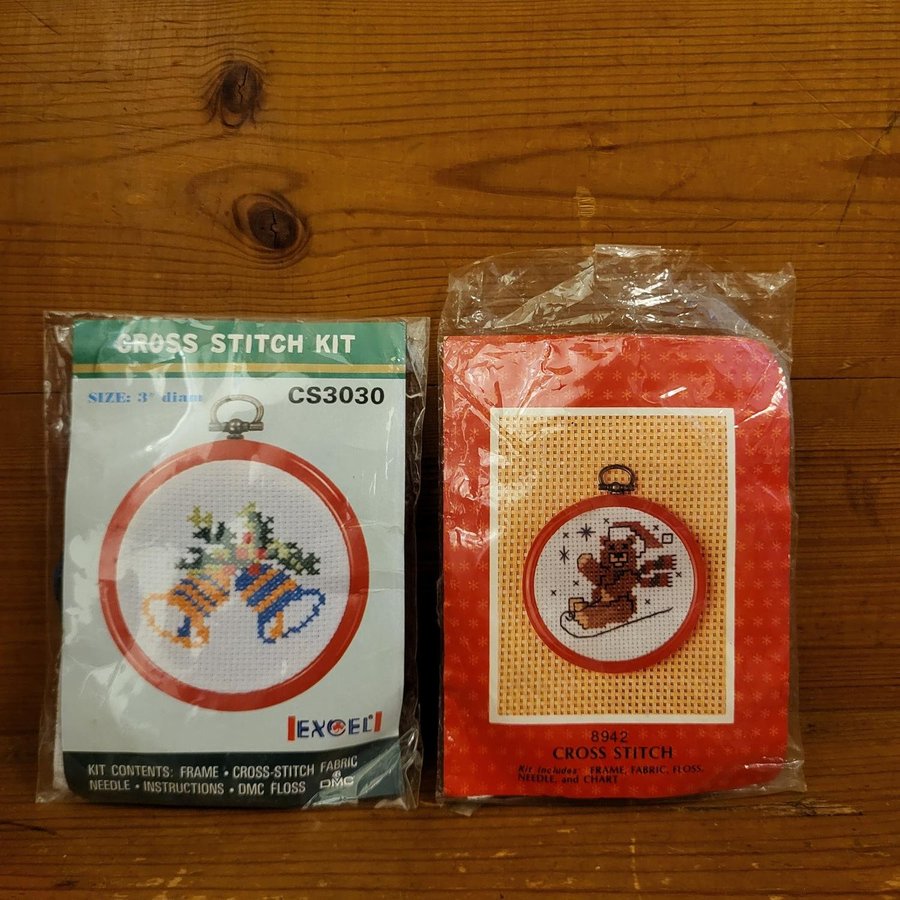 CROSS STITCH KIT
SIZE: 3" diam
CS3030
EXCEL®
KIT CONTENTS: FRAME • CROSS-STITCH FABRIC
NEEDLE • INSTRUCTIONS • DMC FLOSS
DMC
8942
CROSS STITCH
Kit includes: FRAME, FABRIC, FLOSS,
NEEDLE, and CHART